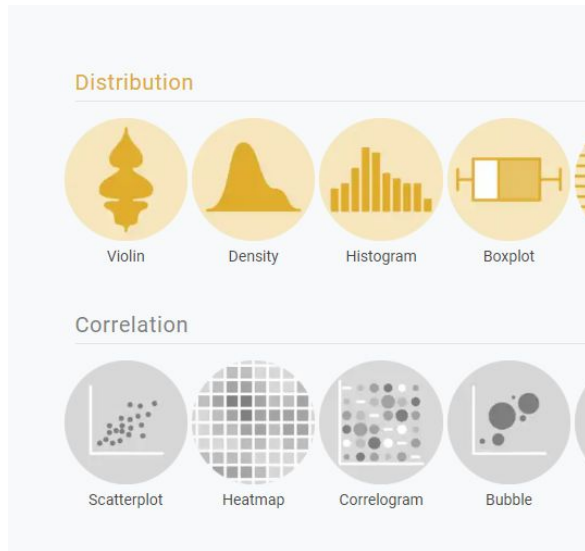 Distribution
Violin Density Histogram Boxplot
Correlation
Scatterplot Heatmap Correlogram Bubble